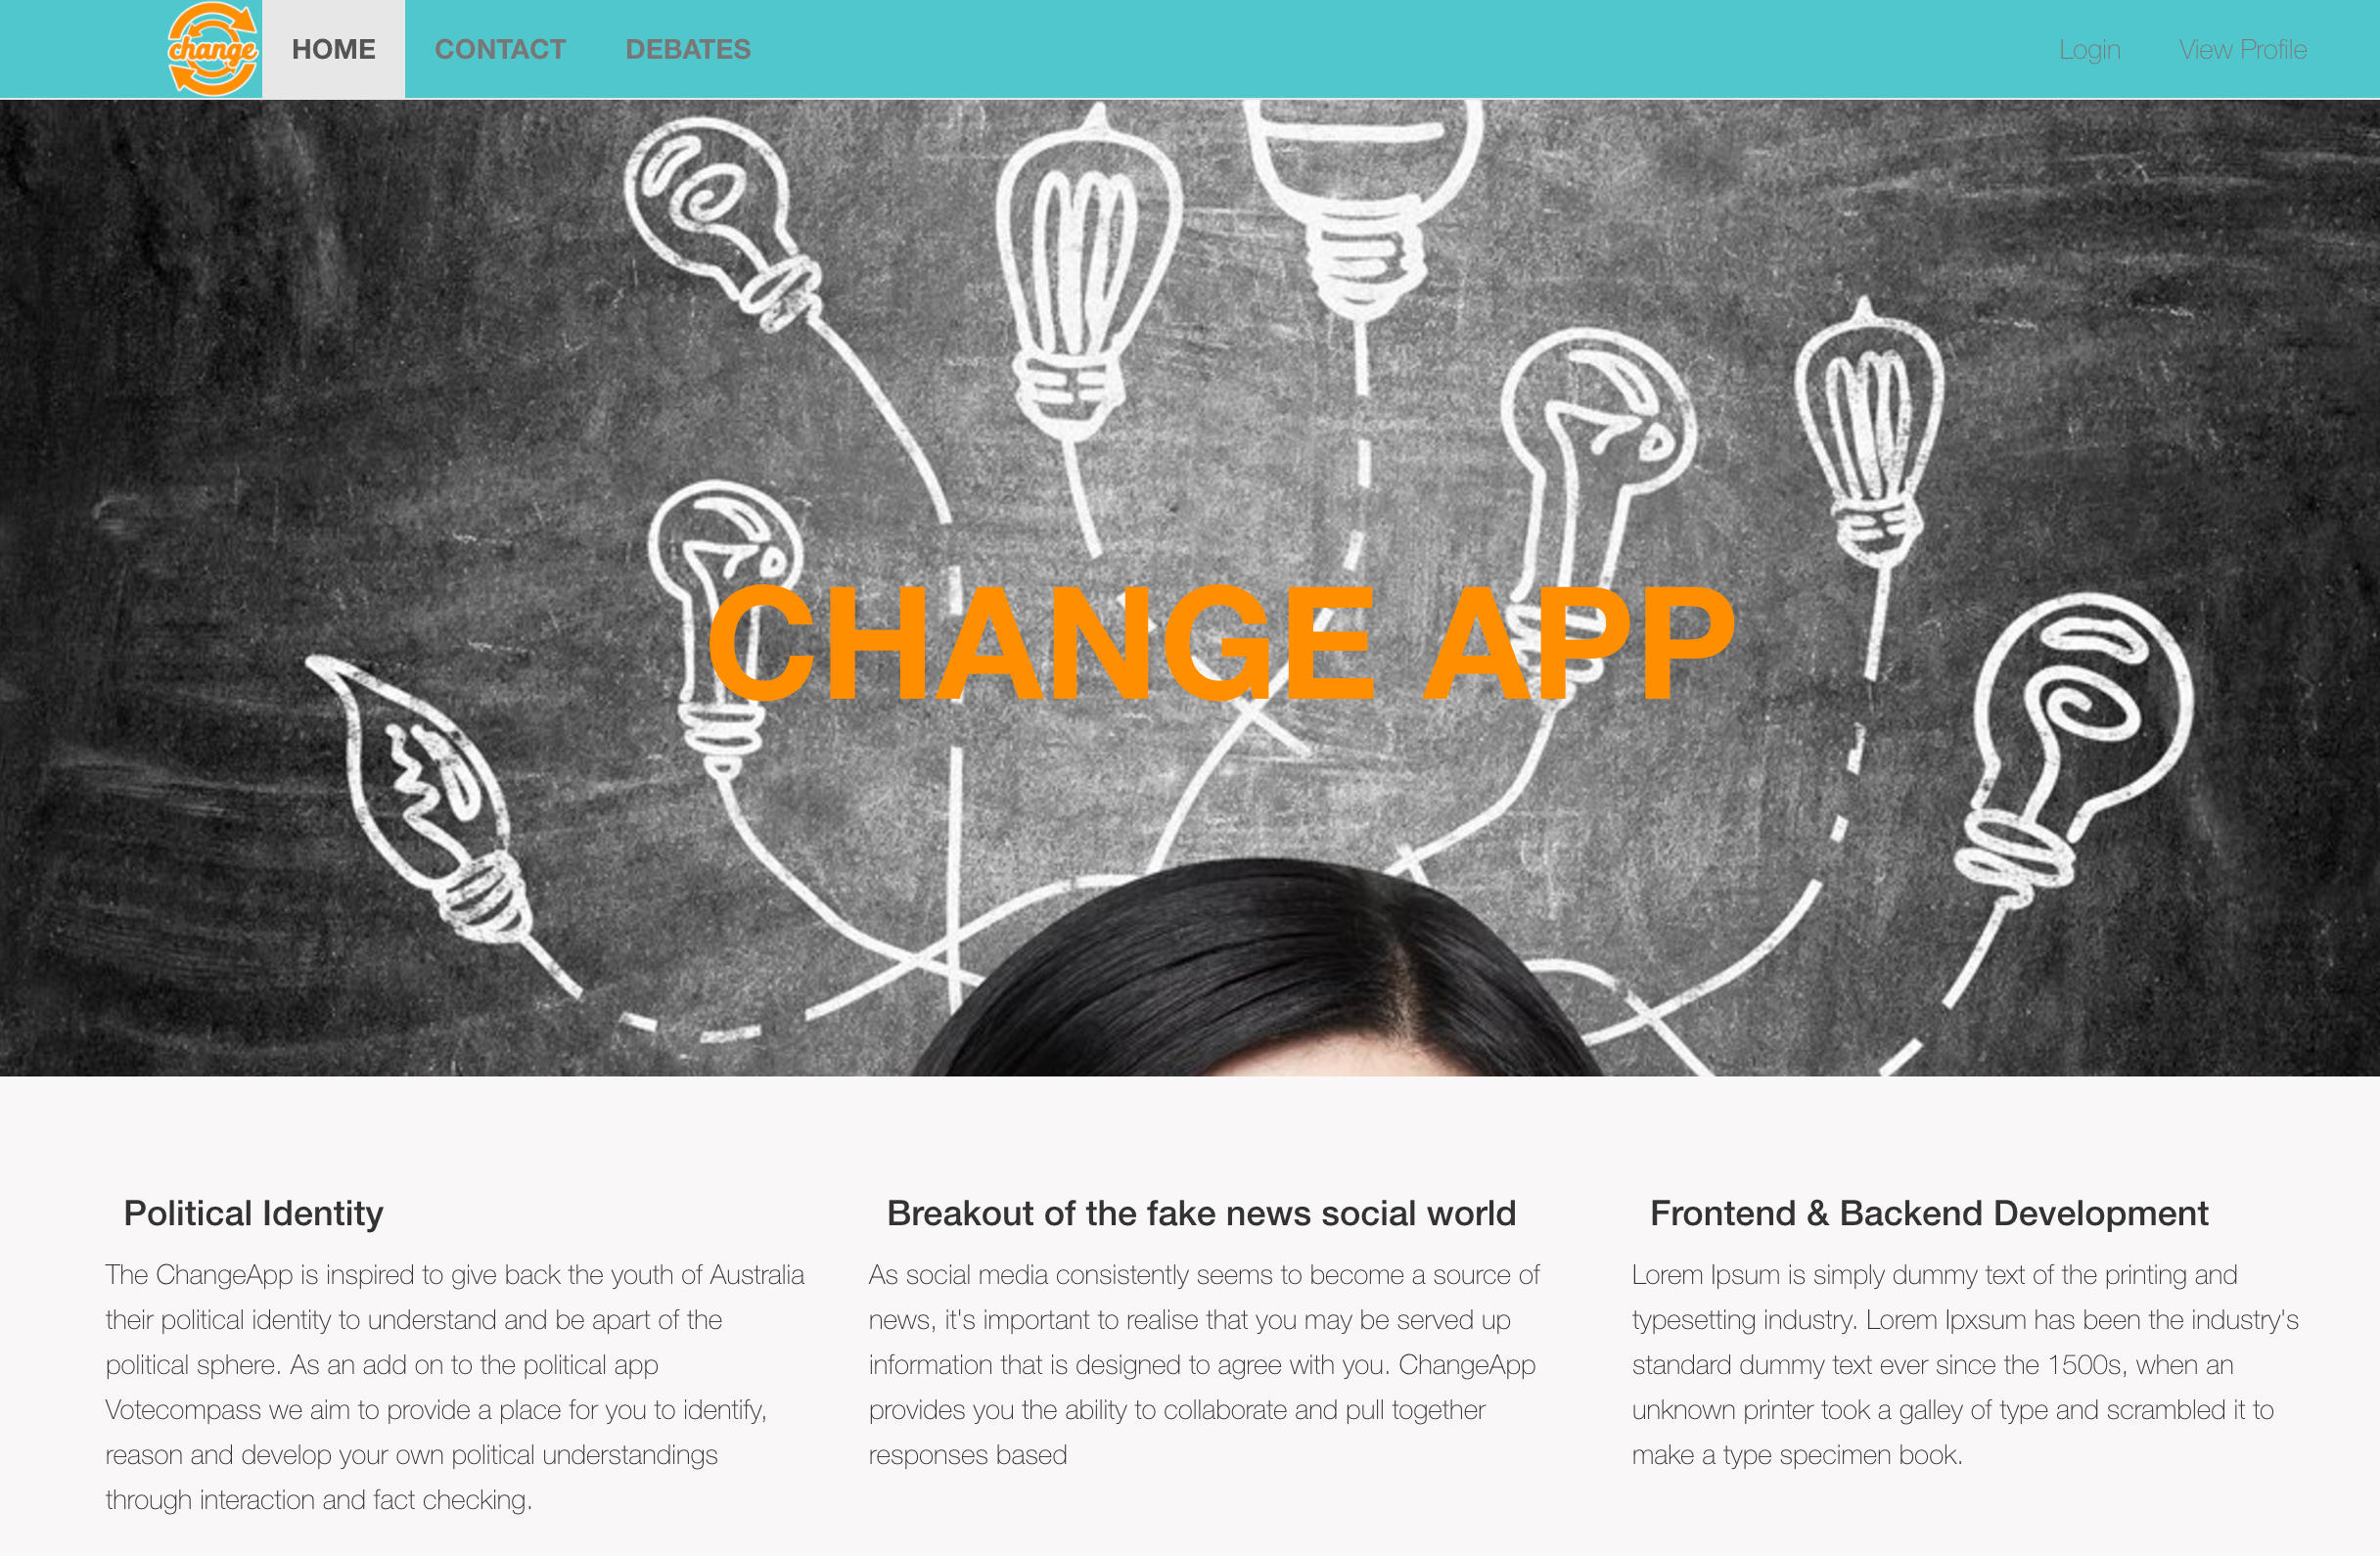 change
HOME
CONTACT
DEBATES
Login
View Profile
CHANGE APP
Political Identity
The ChangeApp is inspired to give back the youth of Australia
their political identity to understand and be apart of the
political sphere. As an add on to the political app
Votecompass we aim to provide a place for you to identify,
reason and develop your own political understandings
through interaction and fact checking.
Breakout of the fake news social world
As social media consistently seems to become a source of
news, it's important to realise that you may be served up
information that is designed to agree with you. ChangeApp
provides you the ability to collaborate and pull together
responses based
Frontend & Backend Development
Lorem Ipsum is simply dummy text of the printing and
typesetting industry. Lorem Ipxsum has been the industry's
standard dummy text ever since the 1500s, when an
unknown printer took a galley of type and scrambled it to
make a type specimen book.